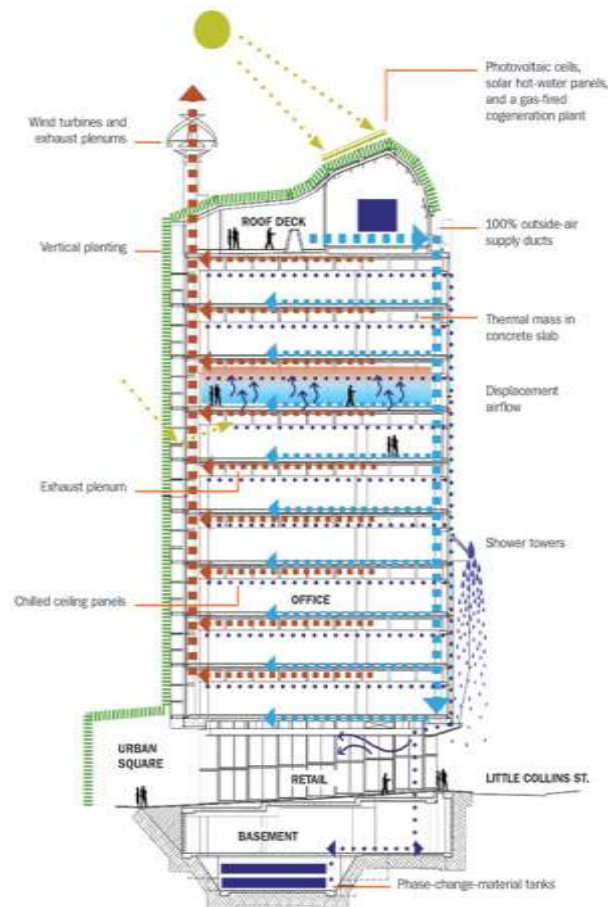 Photovoltaic cells,
solar hot-water panels,
and a gas-fired
cogeneration plant
Wind turbines and
exhaust plenums
ROOF DECK
100% outside-air
supply ducts
Vertical planting
Thermal mass in
concrete slab
Displacement
airflow
Exhaust plenum
Shower towers
Chilled ceiling panels
OFFICE
URBAN
SQUARE
RETAIL
LITTLE COLLINS ST.
BASEMENT
Phase-change-material tanks